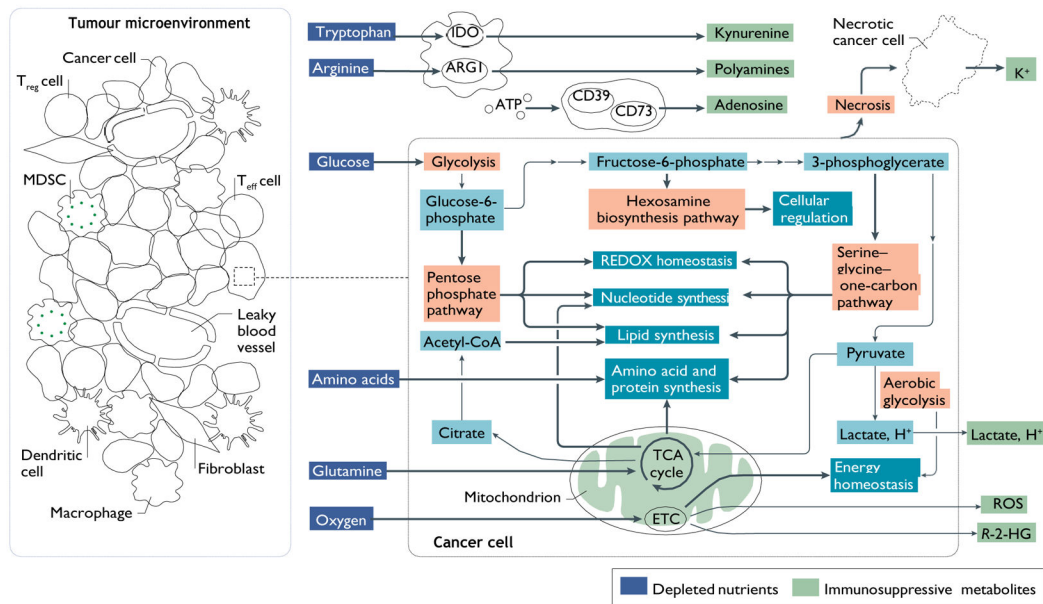 Tumour microenvironment
Cancer cell
Treg cell
MDSC
Teff cell
Leaky
blood
vessel
Dendritic
cell
Fibroblast
Macrophage
Tryptophan
IDO
Kynurenine
Arginine
ARG1
Polyamines
ATP
CD39
CD73
Adenosine
Necrotic
cancer cell
K+
Necrosis
Glucose
Glycolysis
Fructose-6-phosphate
3-phosphoglycerate
Glucose-6-
phosphate
Hexosamine
biosynthesis pathway
Cellular
regulation
Pentose
phosphate
pathway
REDOX homeostasis
Nucleotide synthesi
Lipid synthesis
Serine–
glycine–
one-carbon
pathway
Acetyl-CoA
Pyruvate
Amino acids
Amino acid and
protein synthesis
Aerobic
glycolysis
Citrate
Lactate, H+
Lactate, H+
Glutamine
TCA
cycle
Energy
homeostasis
Mitochondrion
Oxygen
ETC
ROS
R-2-HG
Cancer cell
Depleted nutrients
Immunosuppressive metabolites